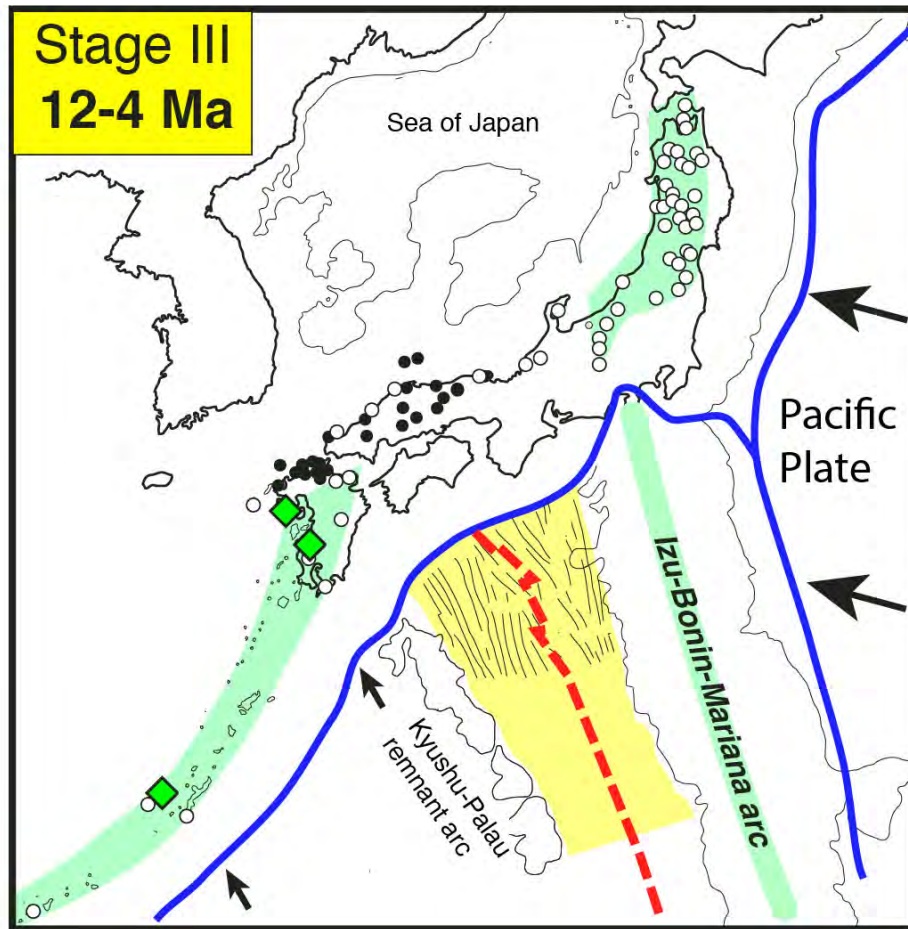 Stage III
12-4 Ma
Sea of Japan
Pacific
Plate
Izu-Bonin-Mariana arc
Kyushu-Palau
remnant arc